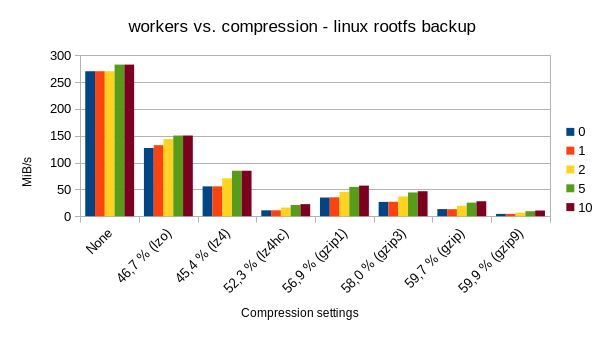 workers vs. compression - linux rootfs backup
300
250
200
150
100
50
0
MiB/s
None
46,7 % (lzo)
45,4 % (lz4)
52,3 % (lz4hc)
56,9 % (gzip1)
58,0 % (gzip3)
59,7 % (gzip)
59,9 % (gzip9)
Compression settings
0
1
2
5
10